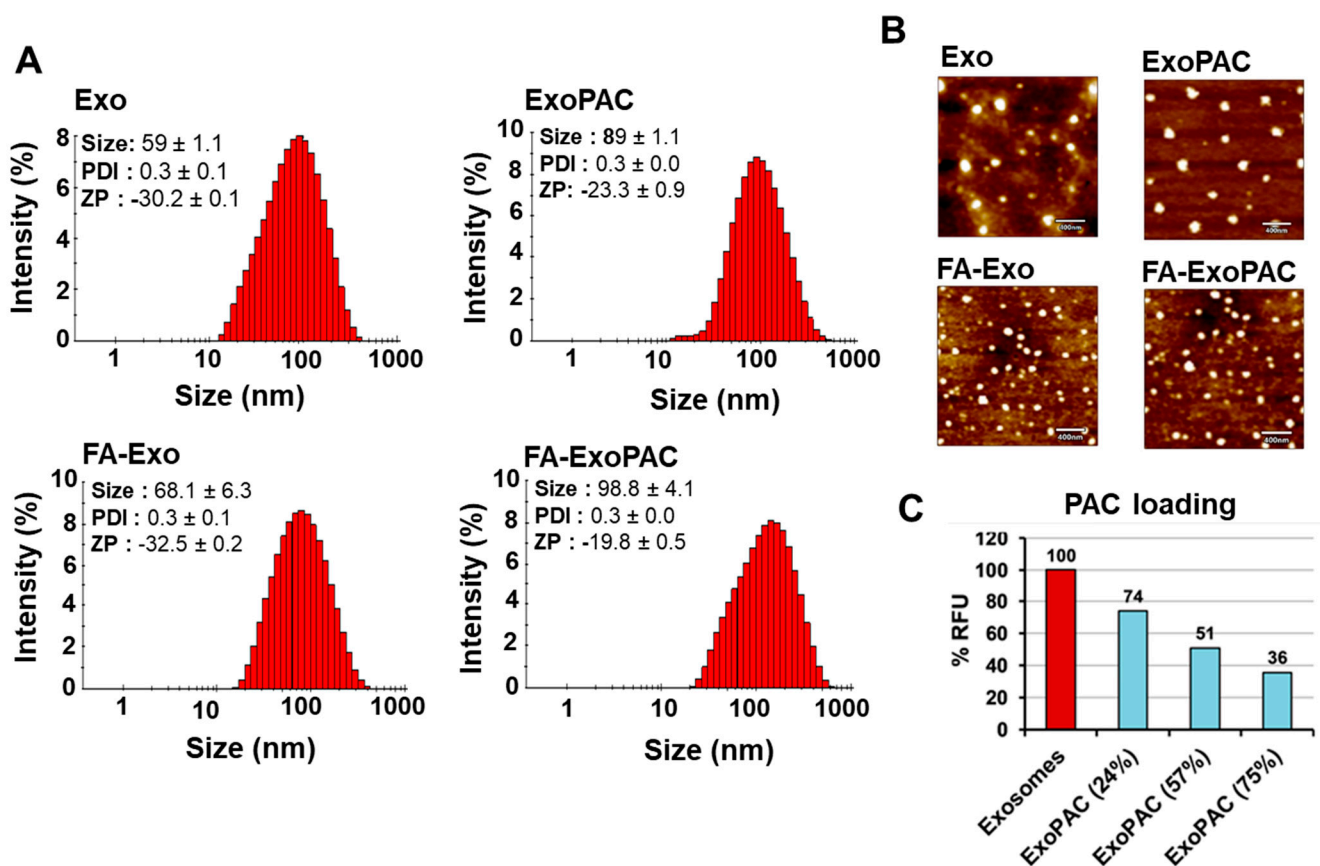 A
Exo
Size: 59 ± 1.1
PDI : 0.3 ± 0.1
ZP : -30.2 ± 0.1
Intensity (%)
8
6
4
2
0
1 10 100 1000
Size (nm)
ExoPAC
Size : 89 ± 1.1
PDI : 0.3 ± 0.0
ZP : -23.3 ± 0.9
Intensity (%)
10
8
6
4
2
0
1 10 100 1000
Size (nm)
FA-Exo
Size : 68.1 ± 6.3
PDI : 0.3 ± 0.1
ZP : -32.5 ± 0.2
Intensity (%)
10
8
6
4
2
0
1 10 100 1000
Size (nm)
FA-ExoPAC
Size : 98.8 ± 4.1
PDI : 0.3 ± 0.0
ZP : -19.8 ± 0.5
Intensity (%)
10
8
6
4
2
0
1 10 100 1000
Size (nm)
B
Exo
400nm
ExoPAC
400nm
FA-Exo
400nm
FA-ExoPAC
400nm
C
PAC loading
% RFU
120
100
80
60
40
20
0
100
74
51
36
Exosomes
ExoPAC (24%)
ExoPAC (57%)
ExoPAC (75%)